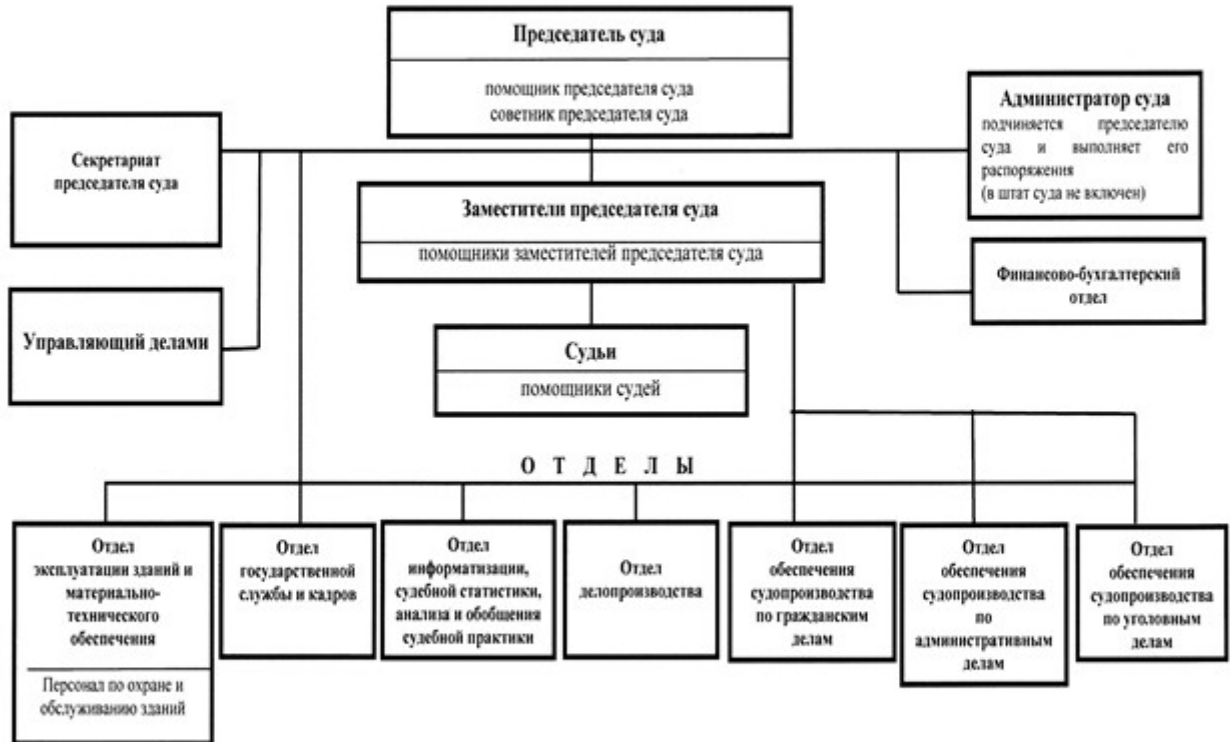 Председатель суда
помощник председателя суда
советник председателя суда
Секретариат
председателя суда
Администратор суда
подчиняется председателю
суда и выполняет его
распоряжения
(в штат суда не включен)
Заместители председателя суда
помощники заместителей председателя суда
Финансово-бухгалтерский
отдел
Управляющий делами
Судьи
помощники судей
О Т Д Е Л Ы
Отдел
эксплуатации зданий и
материально-
технического
обеспечения
Персонал по охране и
обслуживанию зданий
Отдел
государственной
службы и кадров
Отдел
информатизации,
судебной статистики,
анализа и обобщения
судебной практики
Отдел
делопроизводства
Отдел
обеспечения
судопроизводства
по гражданским
делам
Отдел
обеспечения
судопроизводства
по
административным
делам
Отдел
обеспечения
судопроизводства
по уголовным
делам